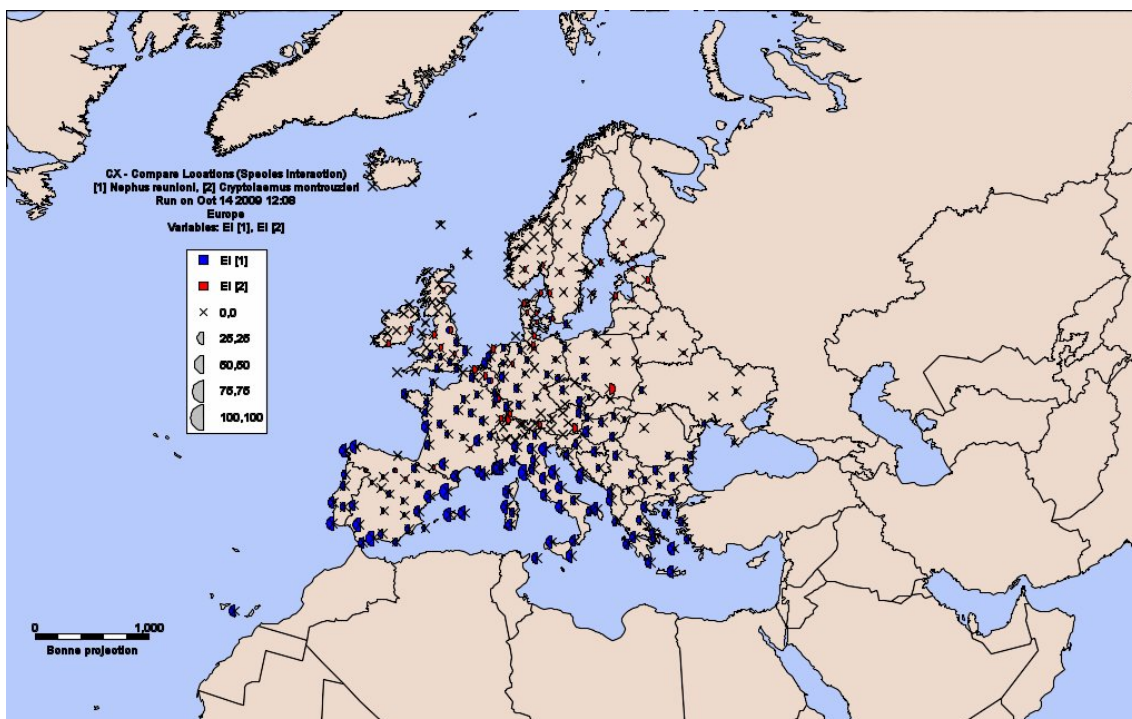 CX - Compare Locations (Species Interaction)
[1] Nephus reunioni, [2] Cryptolaemus montrouzieri
Run on Oct 14 2009 12:08
Europe
Variables: EI [1], EI [2]
EI [1]
EI [2]
0,0
25,25
50,50
75,75
100,100
0 1,000
Bonne projection